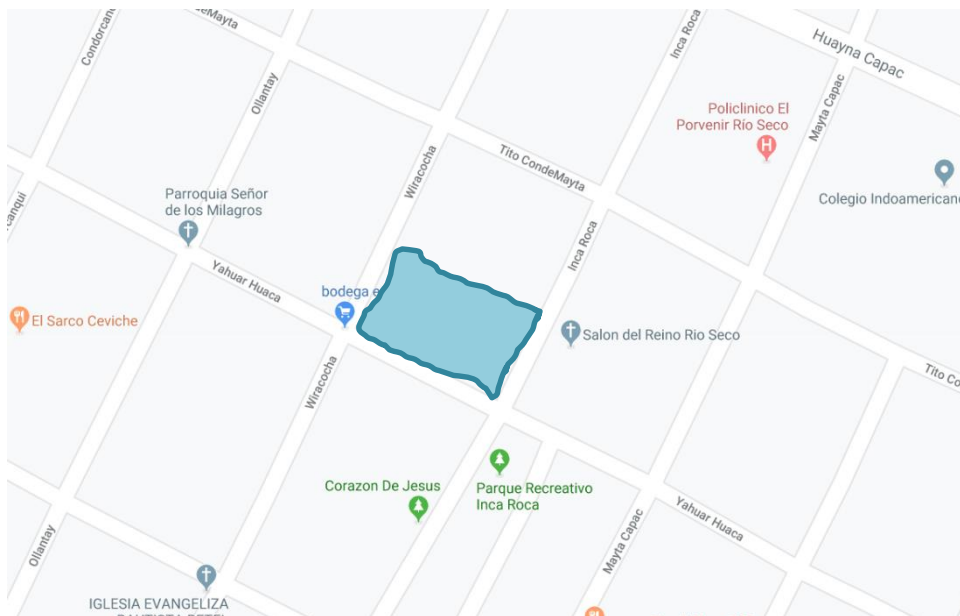 Condorcanqui
deMayta
Ollantay
Inca Roca
Huayna Capac
Mayta Capac
Policlinico El
Porvenir Río Seco
H
Wiracocha
Tito CondeMayta
Colegio Indoamericano
Parroquia Señor
de los Milagros
rcanqui
Yahuar Huaca
Inca Roca
bodega e
El Sarco Ceviche
Salon del Reino Rio Seco
Wiracocha
Tito Co
Corazon De Jesus
Parque Recreativo
Inca Roca
Yahuar Huaca
Mayta Capac
Ollantay
IGLESIA EVANGELIZA